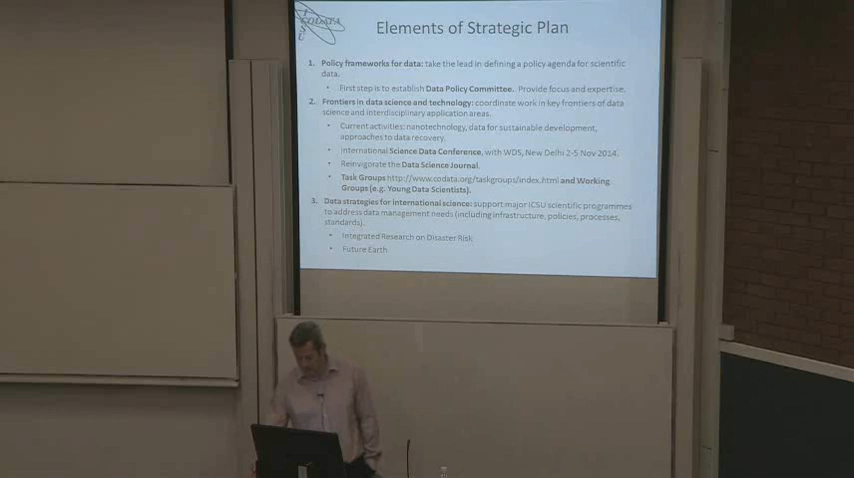 CODATA
Elements of Strategic Plan
1. Policy frameworks for data: take the lead in defining a policy agenda for scientific
data.
• First step is to establish Data Policy Committee. Provide focus and expertise.
2. Frontiers in data science and technology: coordinate work in key frontiers of data
science and interdisciplinary application areas.
• Current activities: nanotechnology, data for sustainable development,
approaches to data recovery.
• International Science Data Conference, with WDS, New Delhi 2-5 Nov 2014.
• Reinvigorate the Data Science Journal.
• Task Groups http://www.codata.org/taskgroups/index.html and Working
Groups (e.g. Young Data Scientists).
3. Data strategies for international science: support major ICSU scientific programmes
to address data management needs (including infrastructure, policies, processes,
standards).
• Integrated Research on Disaster Risk
• Future Earth